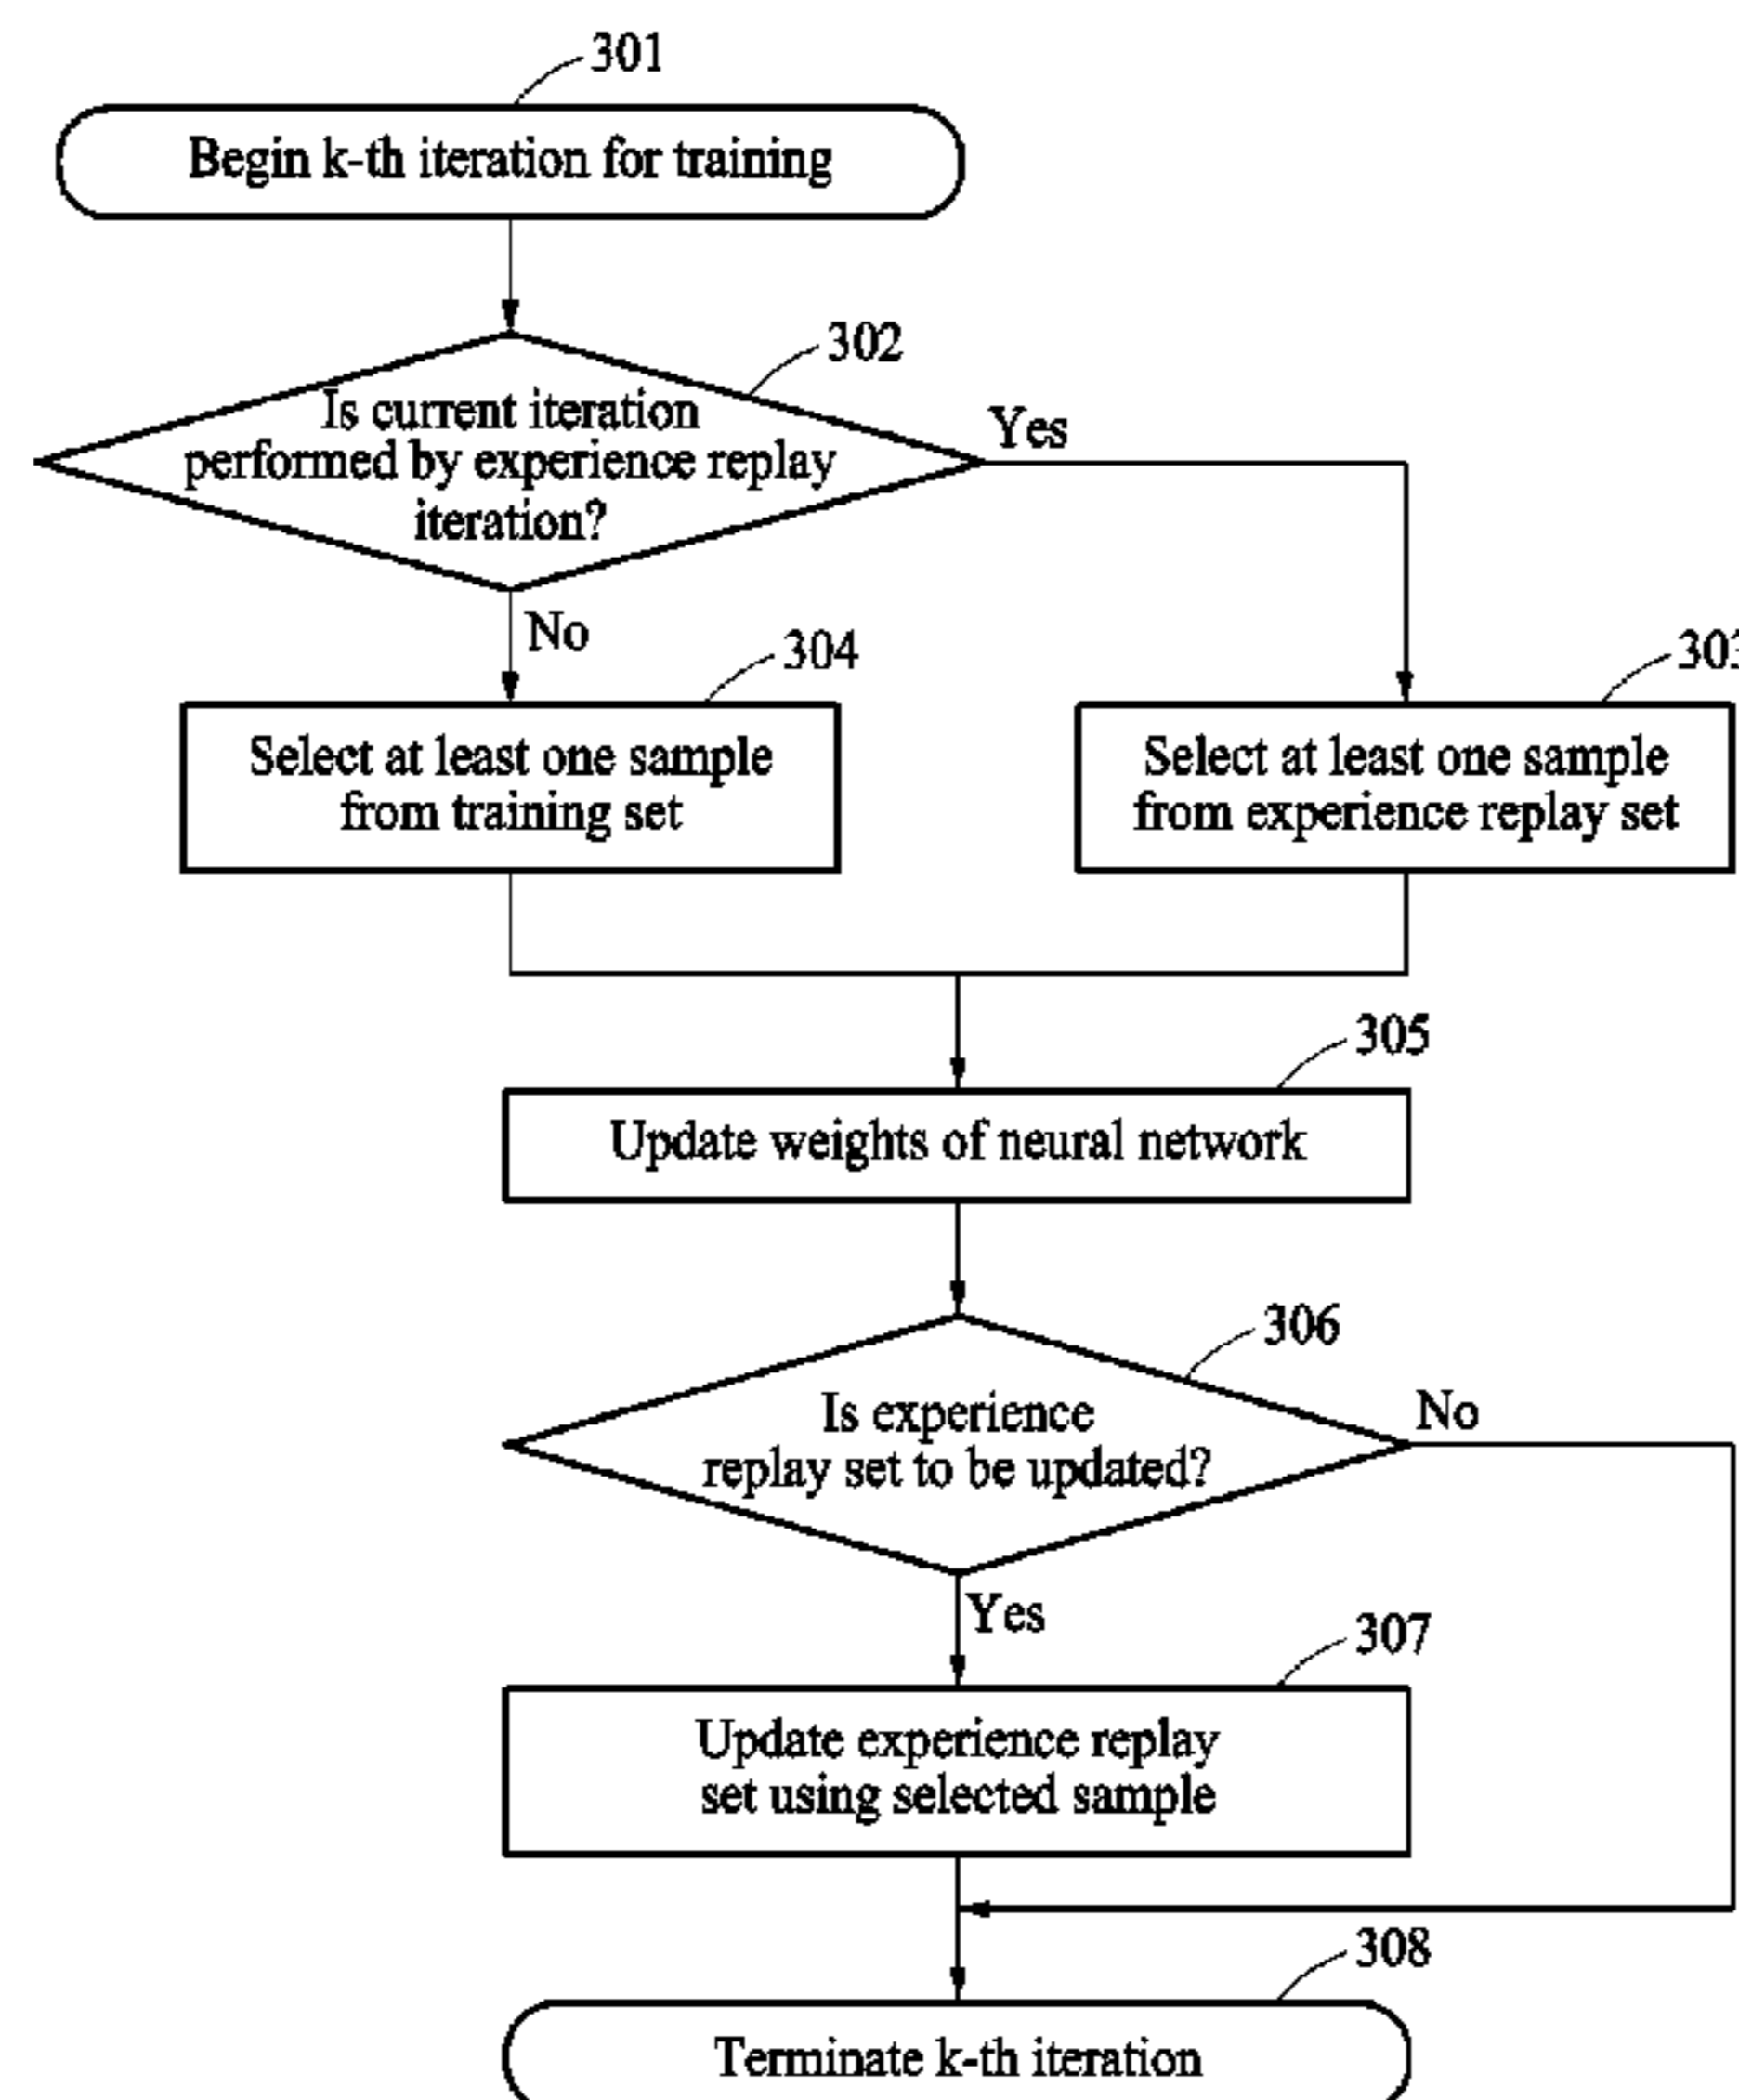 301
Begin k-th iteration for training
302
Is current iteration
performed by experience replay
iteration?
Yes
No
304
303
Select at least one sample
from training set
Select at least one sample
from experience replay set
305
Update weights of neural network
306
Is experience
replay set to be updated?
No
Yes
307
Update experience replay
set using selected sample
308
Terminate k-th iteration